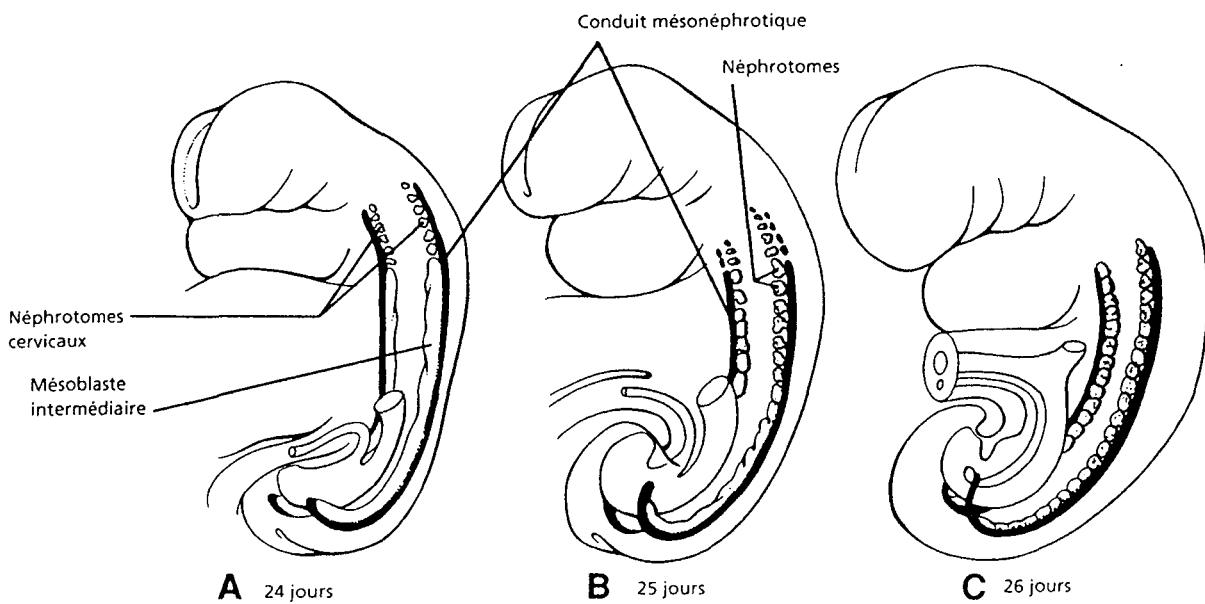 Conduit mésonéphrotique
Néphrotomes
Néphrotomes
cervicaux
Mésoblaste
intermédiaire
A 24 jours
B 25 jours
C 26 jours